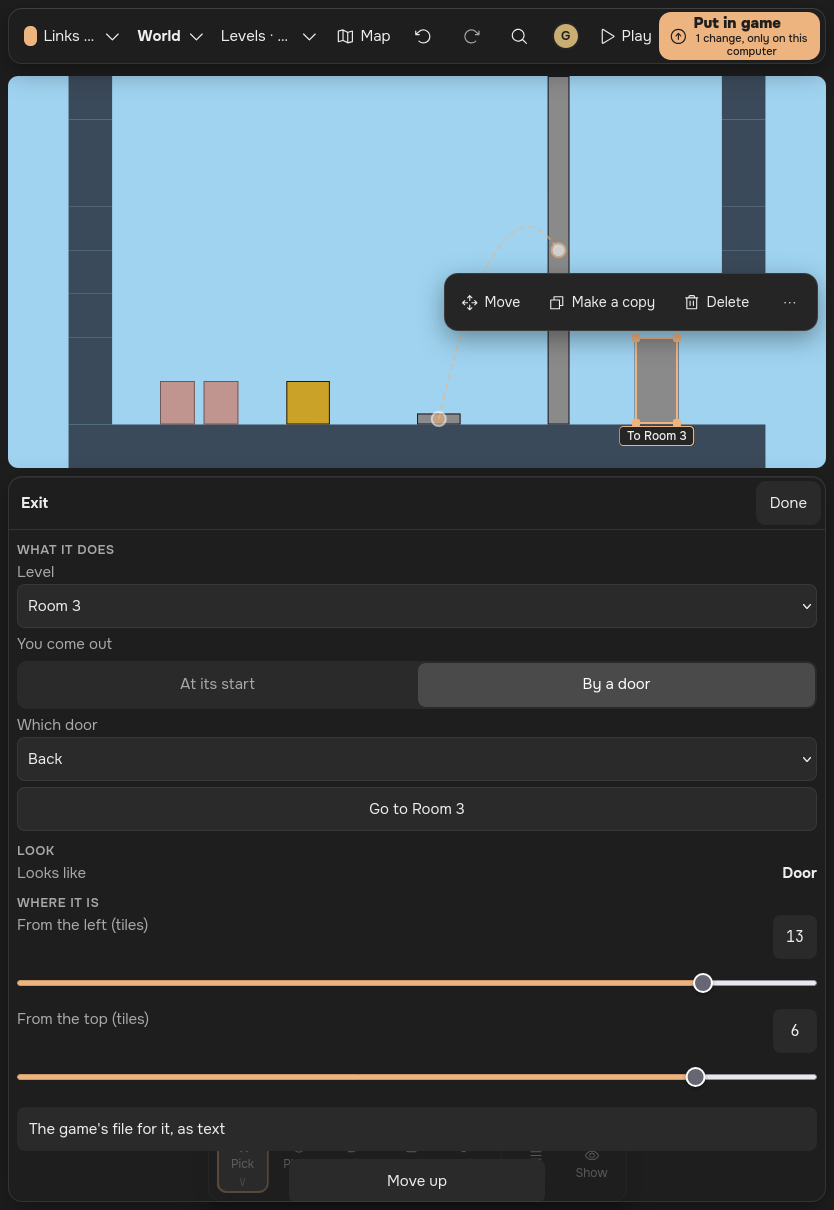 Links ...
World
Levels · ...
Map
G
Play
Put in game
1 change, only on this
computer
Move
Make a copy
Delete
...
To Room 3
Exit
Done
WHAT IT DOES
Level
Room 3
You come out
At its start
By a door
Which door
Back
Go to Room 3
LOOK
Looks like
Door
WHERE IT IS
From the left (tiles)
13
From the top (tiles)
6
The game's file for it, as text
Pick
Show
V
Move up